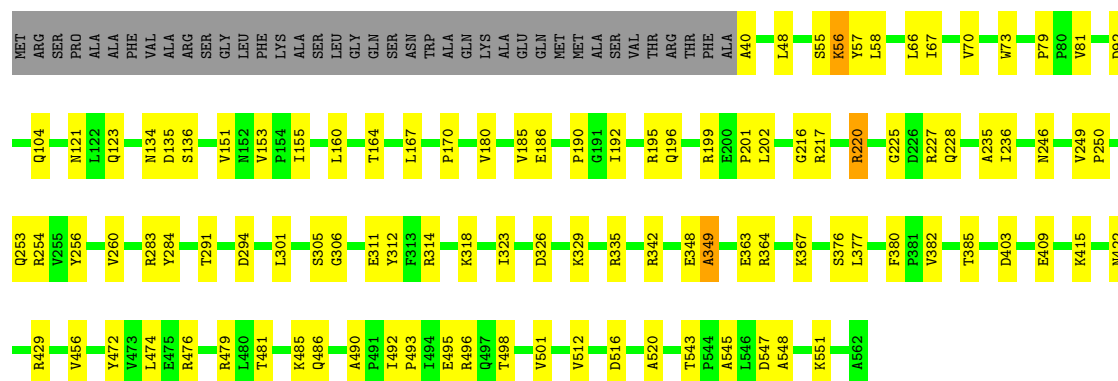 MET ARG SER PRO ALA ALA PHE VAL ALA ARG SER GLY LEU PHE LYS ALA SER LEU GLY GLN SER ASN TRP ALA GLN LYS ALA GLU GLN MET MET ALA SER VAL THR ARG THR PHE ALA A40 L48 S55 K56 Y57 L58 L66 I67 V70 W73 P79 P80 V81
Q104 N121 L122 Q123 N134 D135 S136 V151 N152 V153 P154 I155 L160 T164 L167 P170 V180 V185 E186 P190 G191 I192 R195 Q196 R199 E200 P201 L202 G216 R217 R220 G225 D226 R227 Q228 A235 I236 N246 V249 P250
Q253 R254 V255 Y256 V260 R283 Y284 T291 D294 L301 S305 G306 E311 Y312 F313 R314 K318 I323 D326 K329 R335 R342 E348 A349 E363 R364 K367 S376 L377 F380 P381 V382 T385 D403 E409 K415
R429 V456 Y472 V473 L474 E475 R476 R479 L480 T481 K485 Q486 A490 P491 I492 P493 I494 E495 R496 Q497 T498 V501 V512 D516 A520 T543 P544 A545 L546 D547 A548 K551 A562